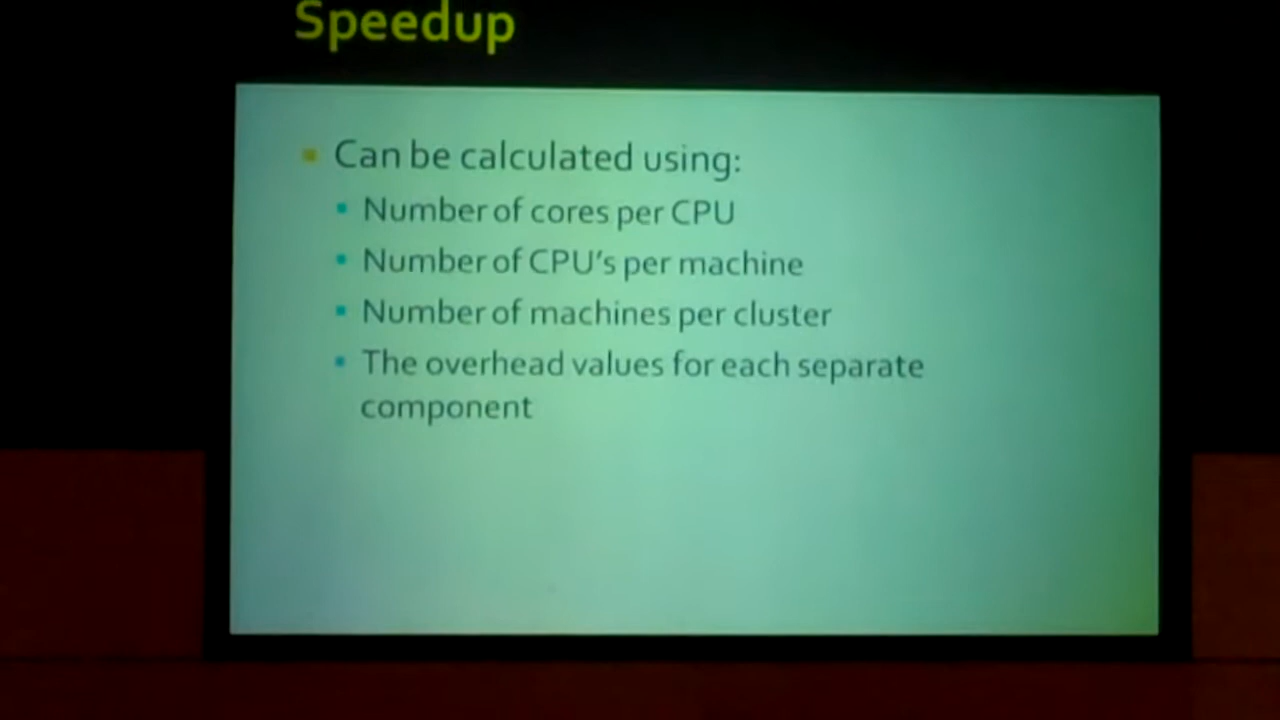 Speedup
Can be calculated using:
Number of cores per CPU
Number of CPU's per machine
Number of machines per cluster
The overhead values for each separate
component